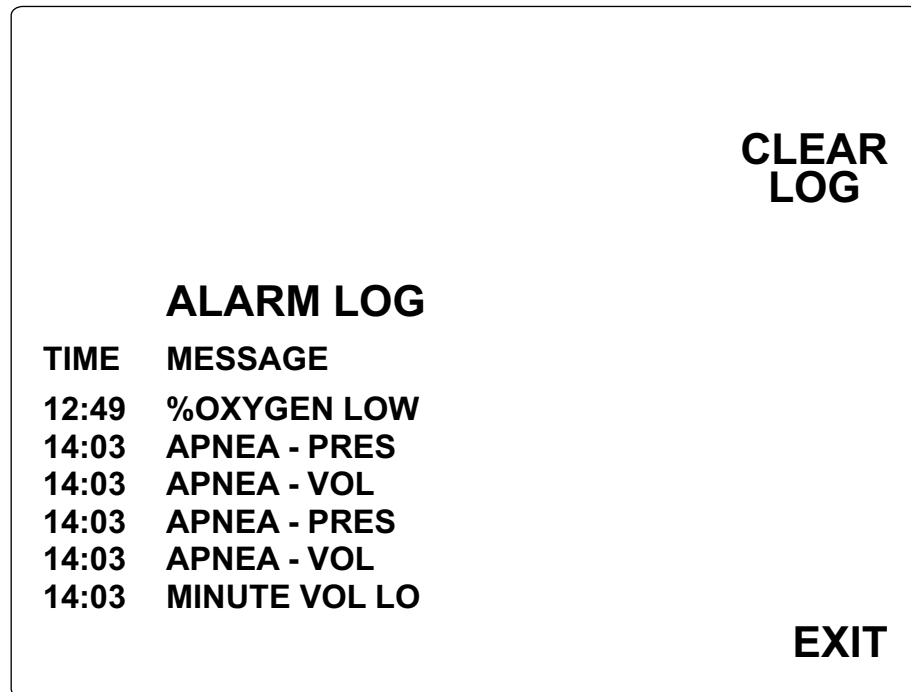 CLEAR
LOG
ALARM LOG
TIME MESSAGE
12:49 %OXYGEN LOW
14:03 APNEA - PRES
14:03 APNEA - VOL
14:03 APNEA - PRES
14:03 APNEA - VOL
14:03 MINUTE VOL LO
EXIT